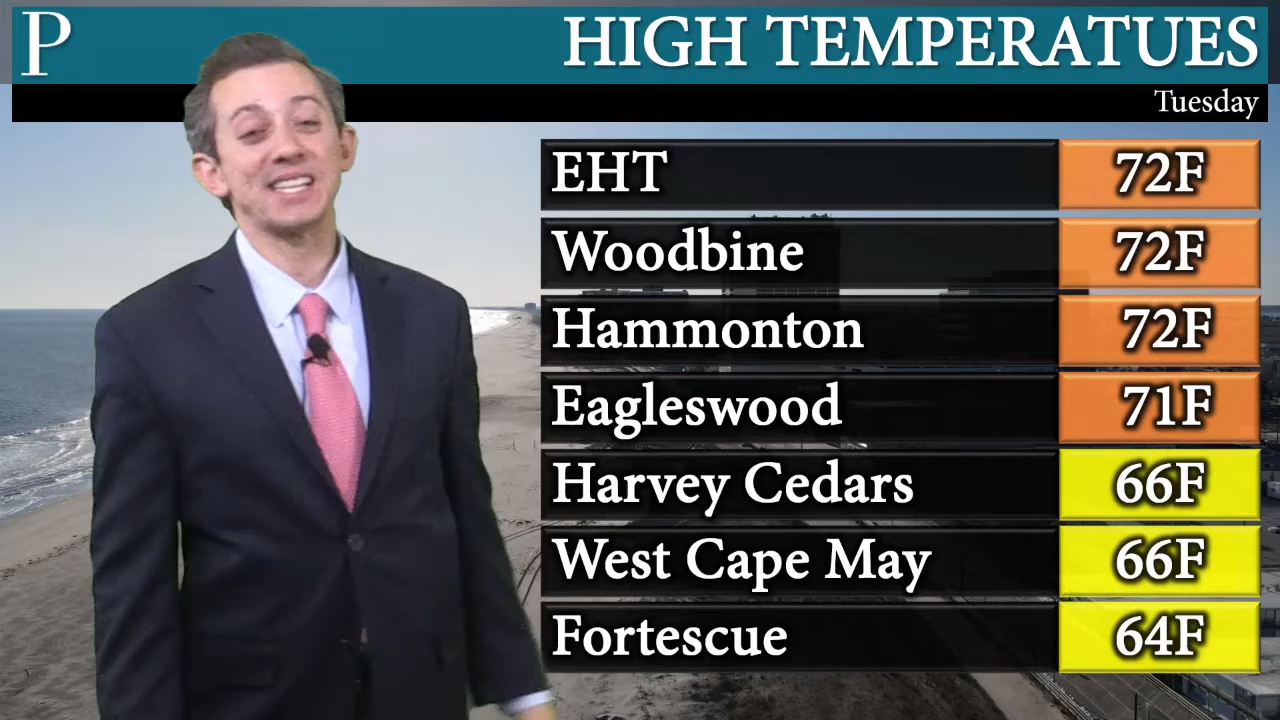 P
HIGH TEMPERATUES
Tuesday
EHT 72F
Woodbine 72F
Hammonton 72F
Eagleswood 71F
Harvey Cedars 66F
West Cape May 66F
Fortescue 64F